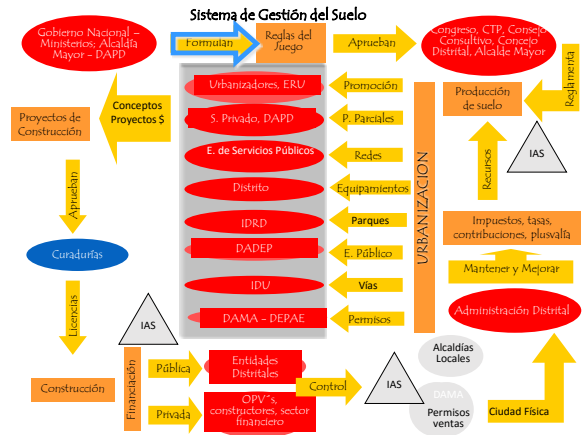 Sistema de Gestión del Suelo
Gobierno Nacional –
Ministerios; Alcaldía
Mayor - DAPD
Formulan
Reglas del
Juego
Aprueban
Congreso, CTP, Consejo
Consultivo, Concejo
Distrital, Alcalde Mayor
Reglamenta
Conceptos
Proyectos $
Proyectos de
Construcción
Aprueban
Curadurías
Licencias
Construcción
IAS
Financiación
Pública
Privada
Entidades
Distritales
OPV´s,
constructores, sector
financiero
Urbanizadores, ERU
S. Privado, DAPD
E. de Servicios Públicos
Distrito
IDRD
DADEP
IDU
DAMA - DEPAE
Promoción
P. Parciales
Redes
Equipamientos
Parques
E. Público
Vías
Permisos
URBANIZACION
Producción
de suelo
IAS
Recursos
Impuestos, tasas,
contribuciones, plusvalía
Mantener y Mejorar
Administración Distrital
Control
IAS
Alcaldías
Locales
DAMA
Permisos
ventas
Ciudad Física